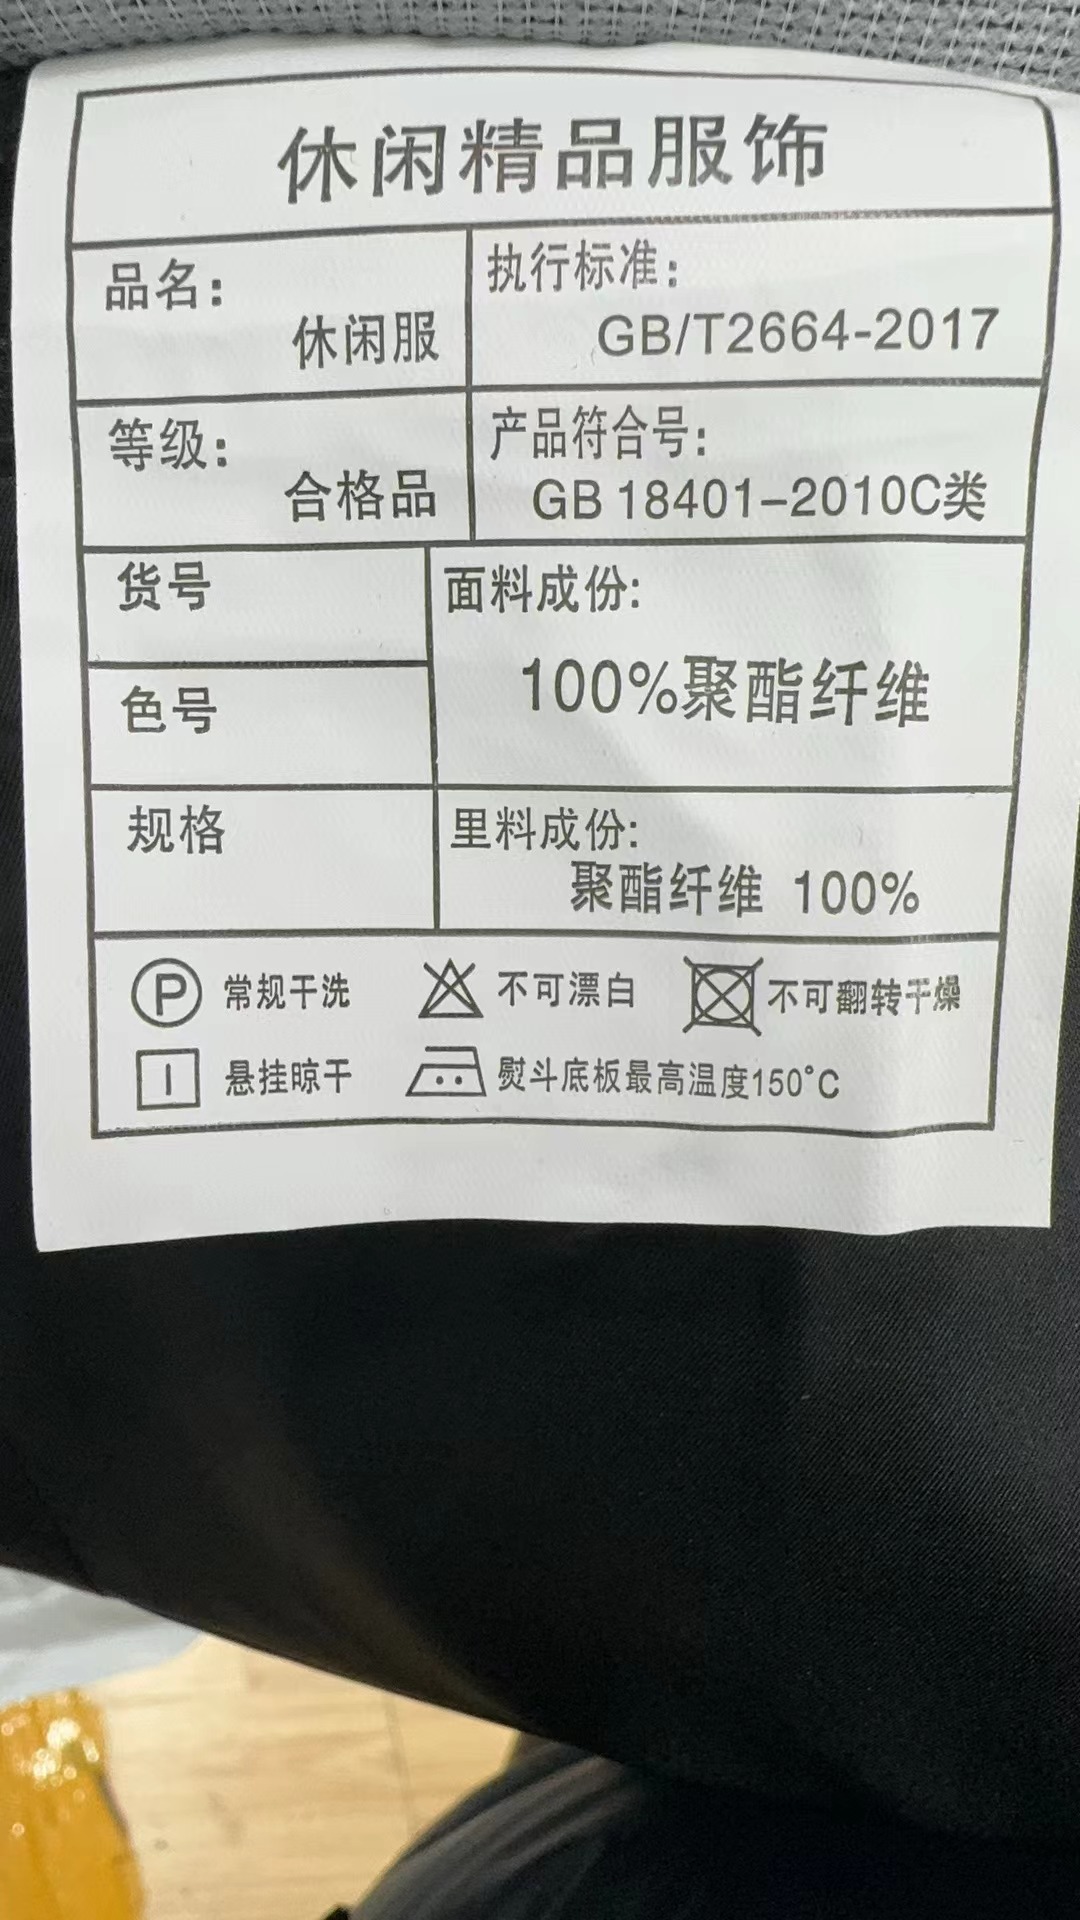 休闲精品服饰
品名：
休闲服
执行标准：
GB/T2664-2017
等级：
合格品
产品符合号：
GB 18401-2010C类
货号
色号
规格
面料成份：
100%聚酯纤维
里料成份：
聚酯纤维 100%
P 常规干洗 不可漂白 不可翻转干燥
悬挂晾干 熨斗底板最高温度150°C